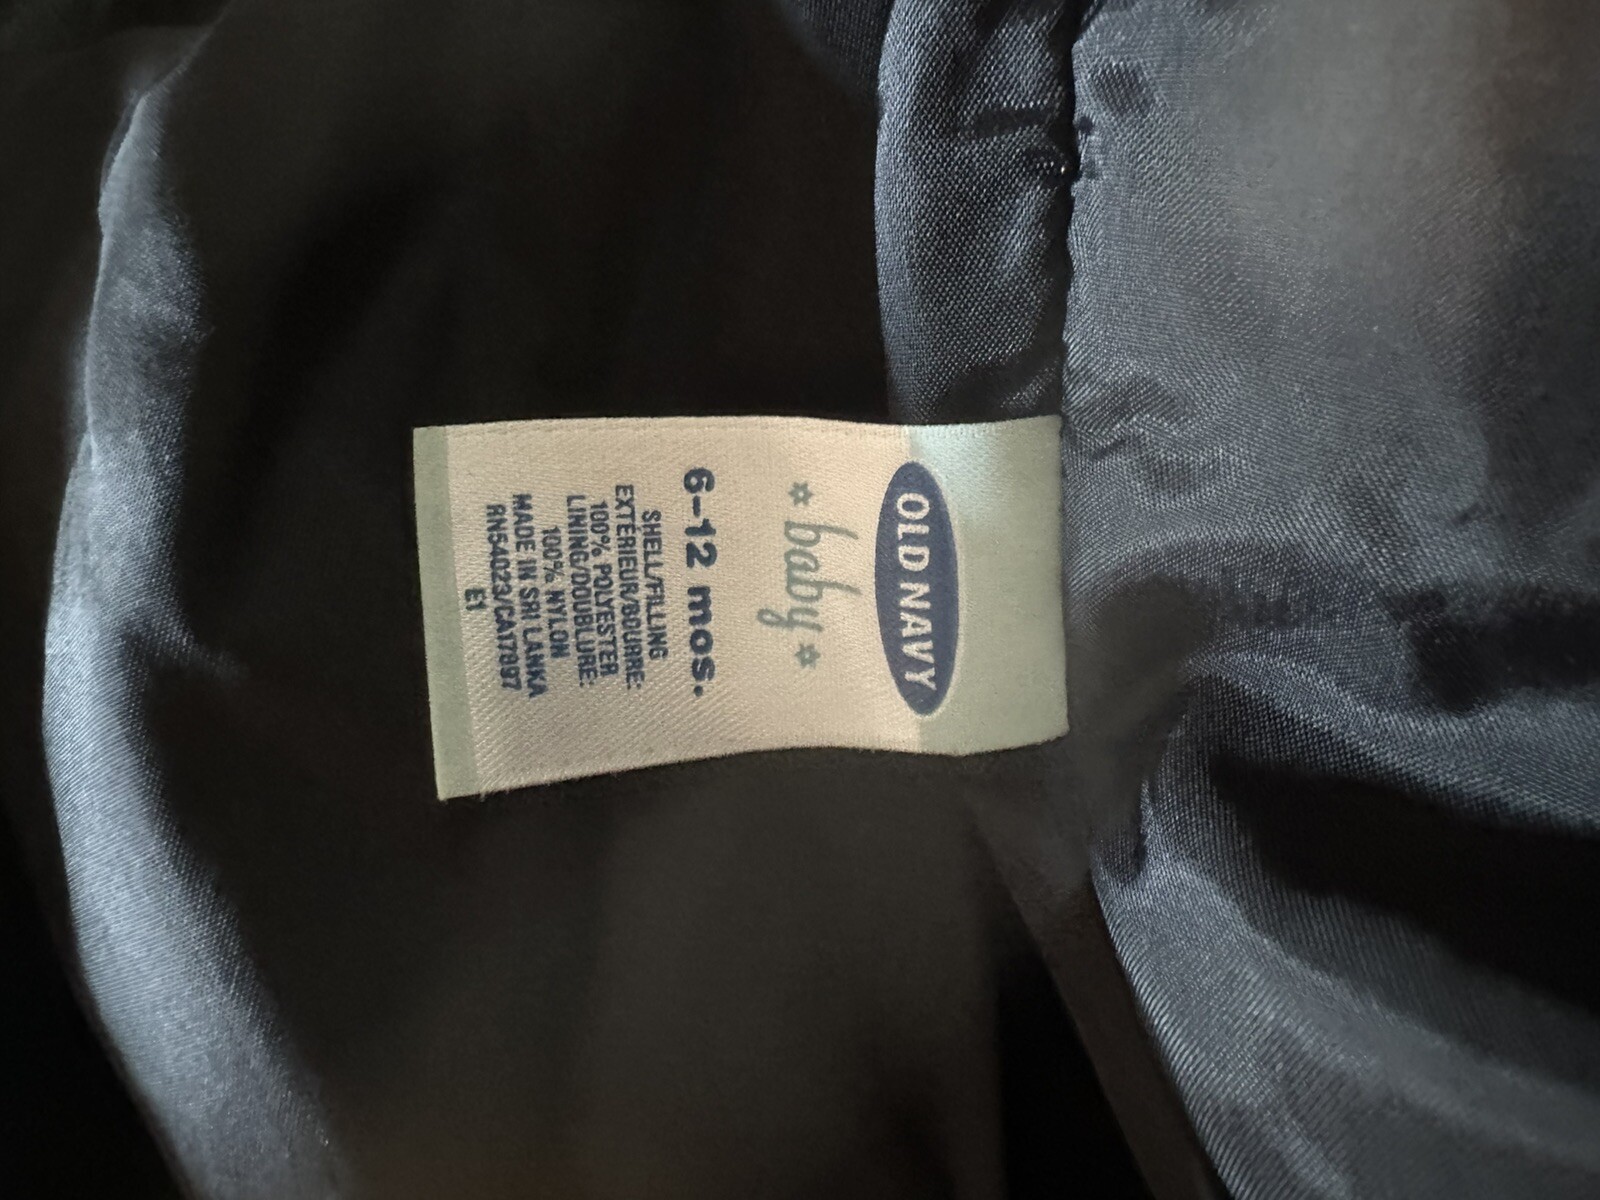 OLD NAVY
baby
6-12 mos.
SHELL/FILLING
EXTÉRIEUR/BOURRE:
100% POLYESTER
LINING/DOUBLURE:
100% NYLON
MADE IN SRI LANKA
RN54023/CA17897
E1